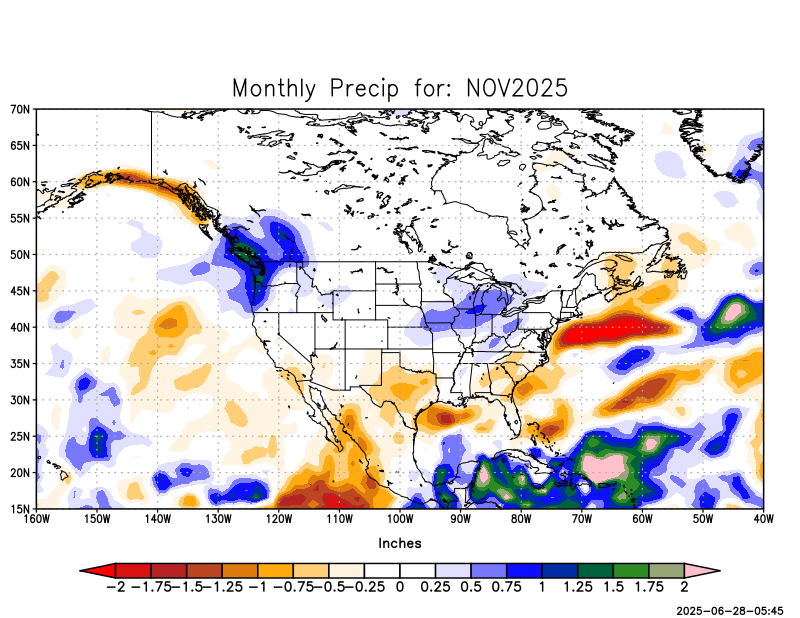 Monthly Precip for: NOV2025
70N
65N
60N
55N
50N
45N
40N
35N
30N
25N
20N
15N
160W 150W 140W 130W 120W 110W 100W 90W 80W 70W 60W 50W 40W
Inches
-2 -1.75 -1.5 -1.25 -1 -0.75 -0.5 -0.25 0 0.25 0.5 0.75 1 1.25 1.5 1.75 2
2025-06-28-05:45